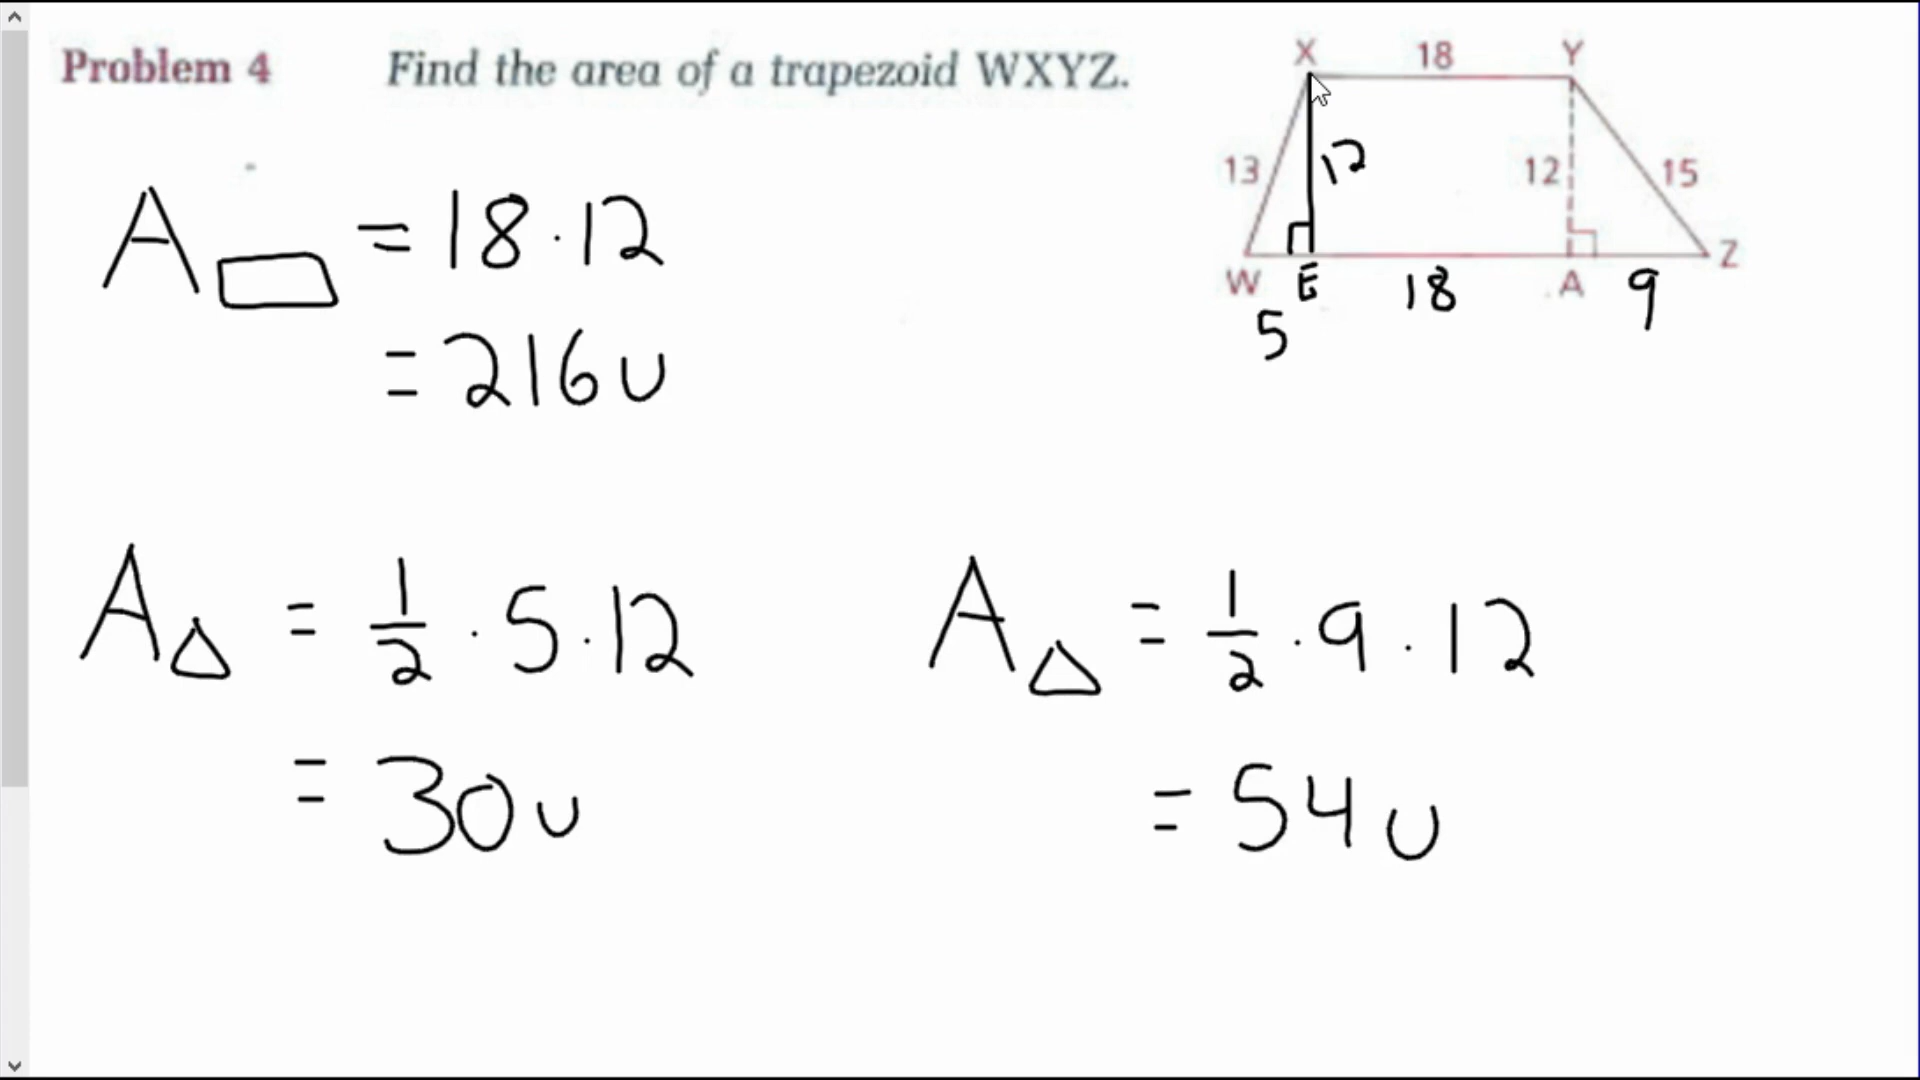 Problem 4 Find the area of a trapezoid WXYZ.
X 18 Y
13 12 12 15
W E A Z
5 18 9
A▭ = 18·12
= 216u
A△ = 1/2 · 5 · 12
= 30u
A△ = 1/2 · 9 · 12
= 54u